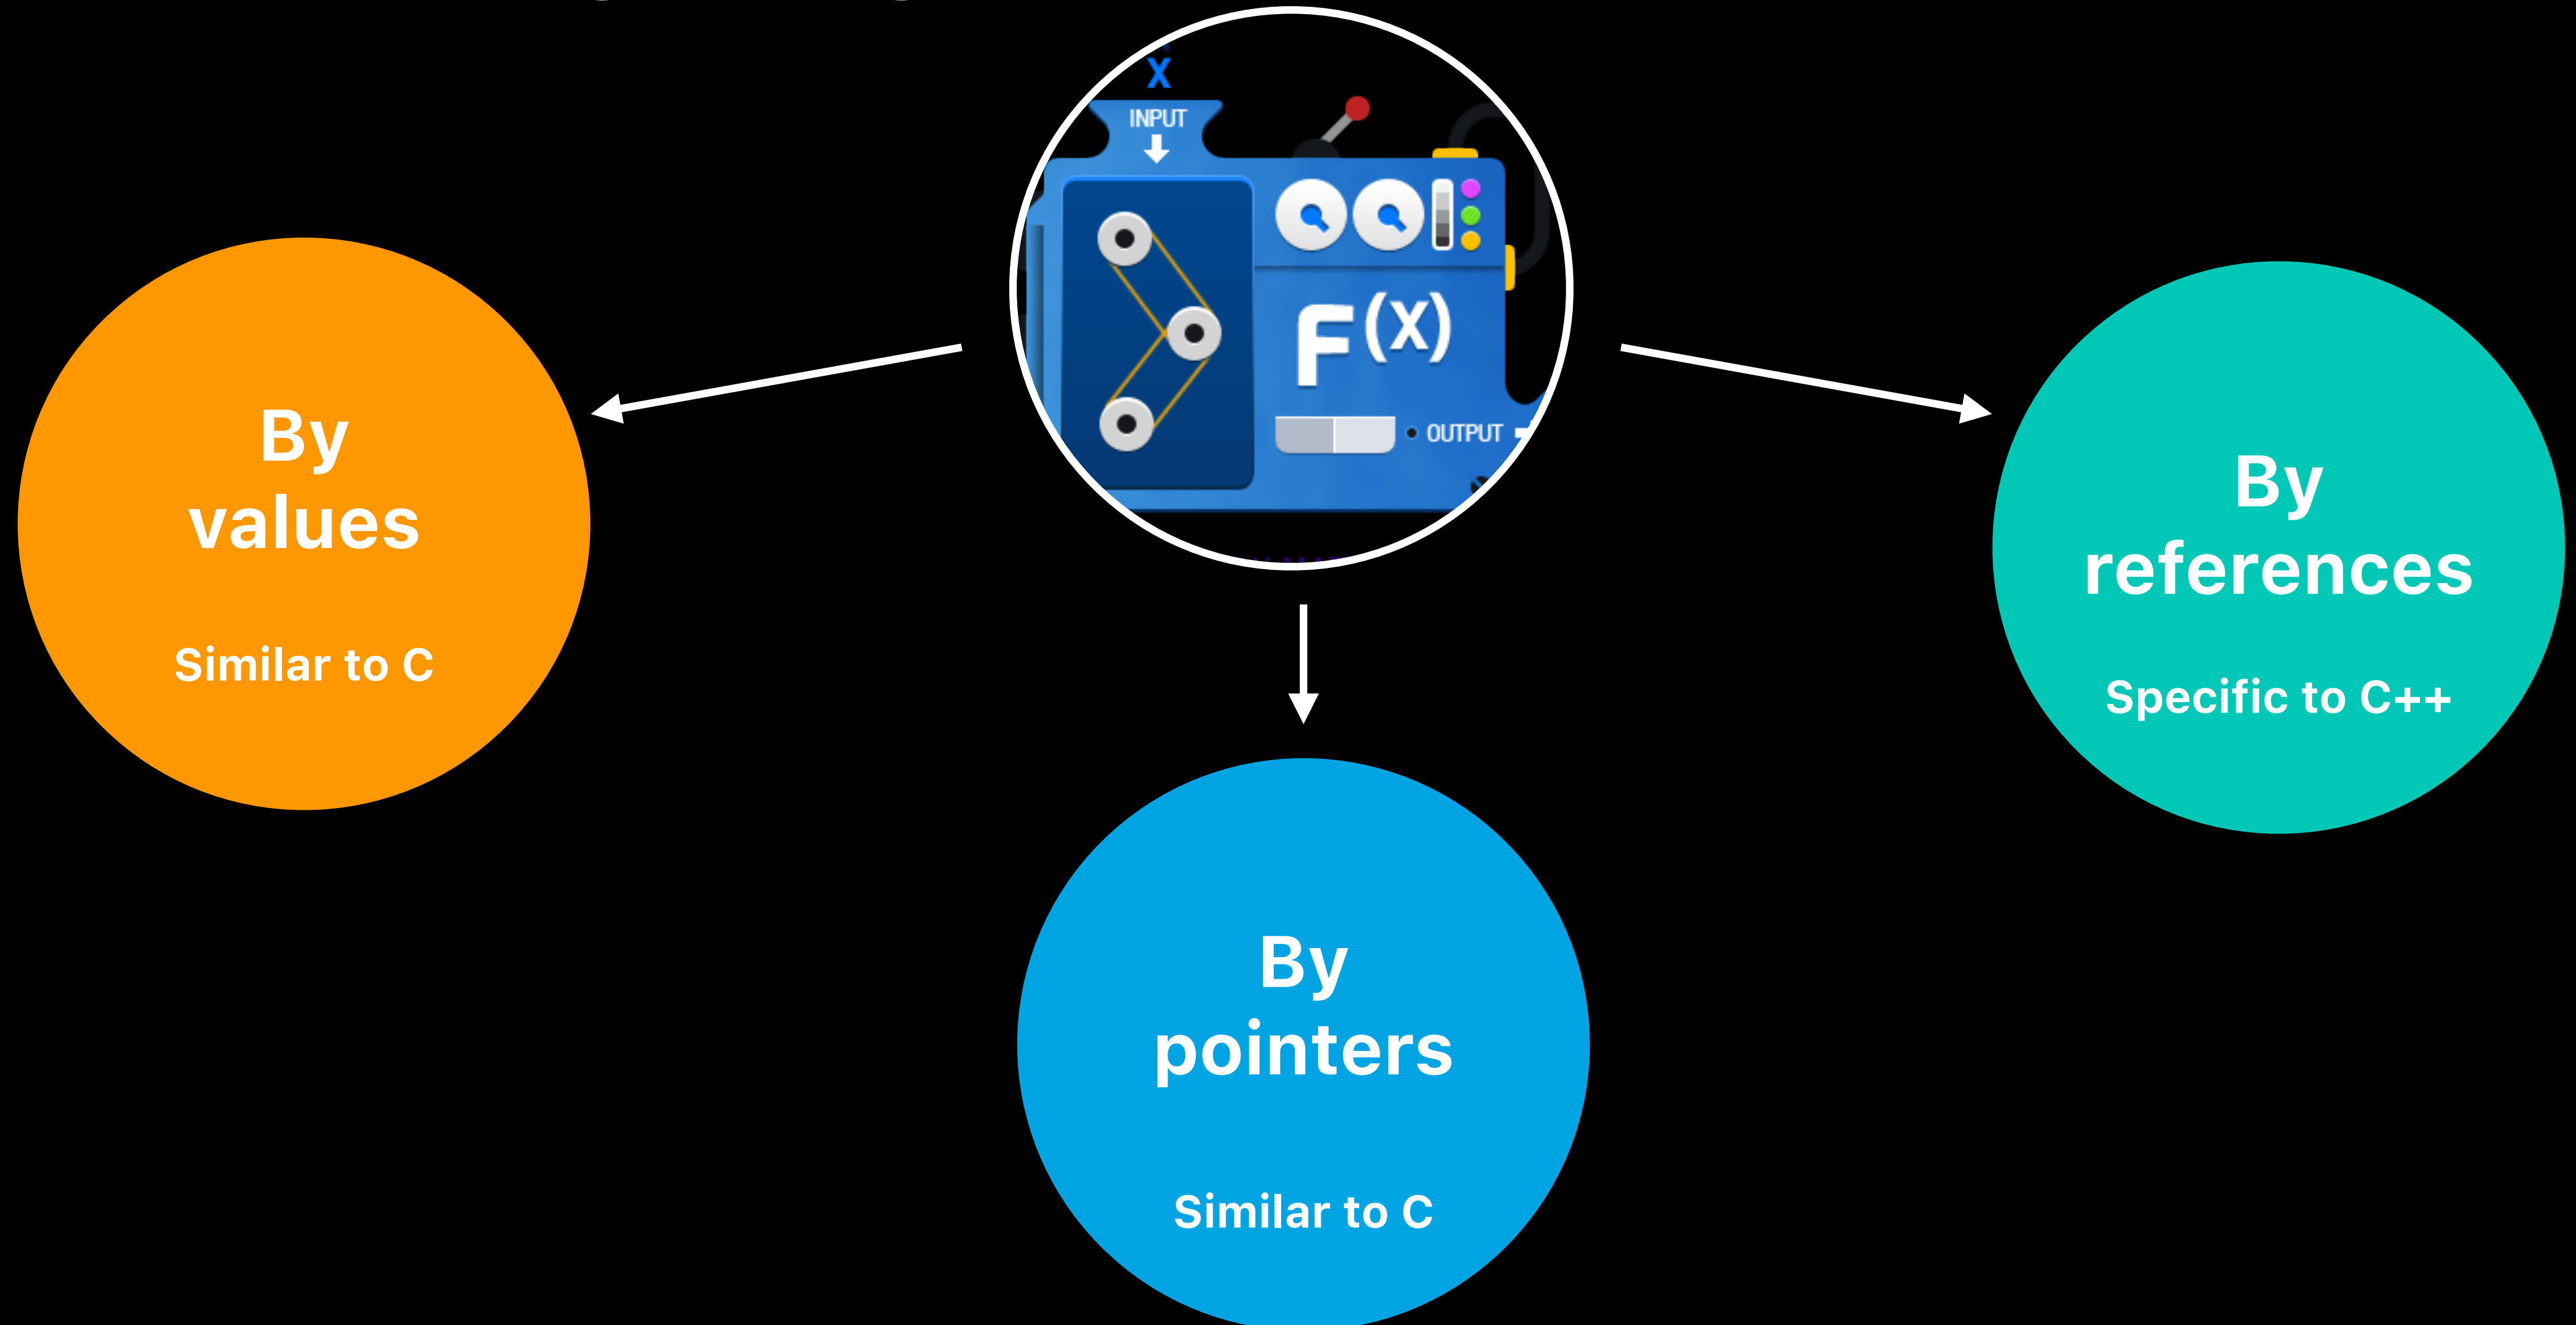 X
INPUT
F(X)
OUTPUT
By
values
Similar to C
By
pointers
Similar to C
By
references
Specific to C++